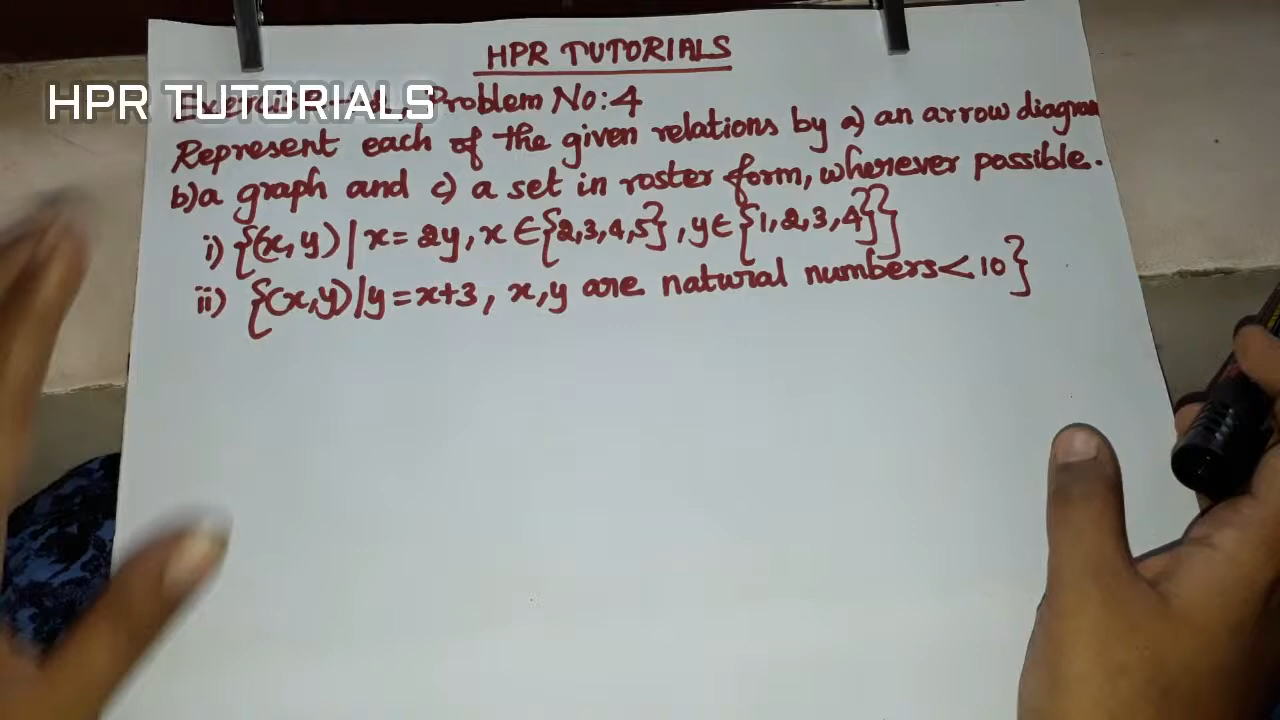 HPR TUTORIALS
HPR TUTORIALS
Problem No:4
Represent each of the given relations by a) an arrow diagram
b) a graph and c) a set in roster form, wherever possible.
i) {(x,y) | x = 2y, x ∈ {2,3,4,5}, y ∈ {1,2,3,4}}
ii) {(x,y) | y = x+3, x,y are natural numbers < 10}